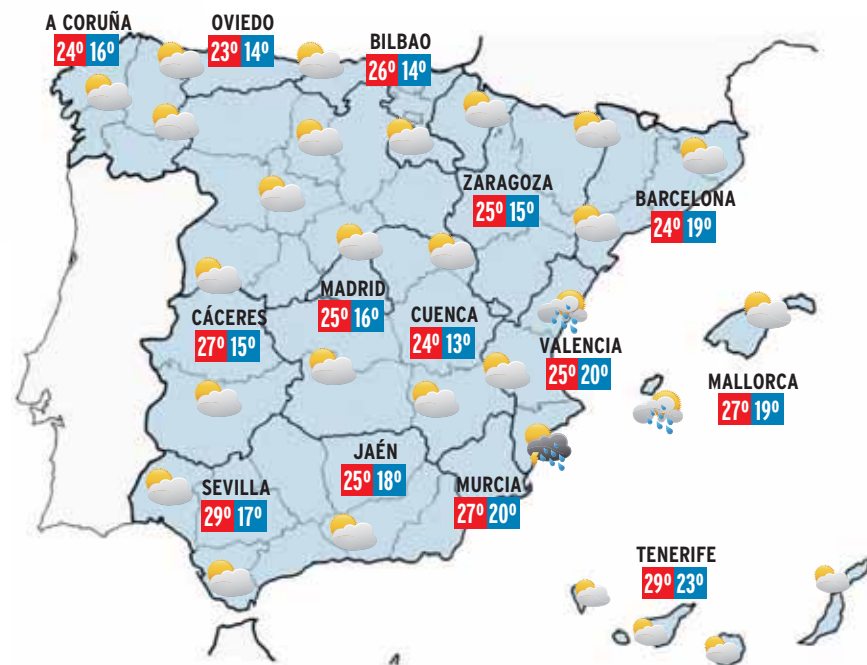 A CORUÑA
24º 16º
OVIEDO
23º 14º
BILBAO
26º 14º
ZARAGOZA
25º 15º
BARCELONA
24º 19º
MADRID
25º 16º
CÁCERES
27º 15º
CUENCA
24º 13º
VALENCIA
25º 20º
MALLORCA
27º 19º
JAÉN
25º 18º
SEVILLA
29º 17º
MURCIA
27º 20º
TENERIFE
29º 23º